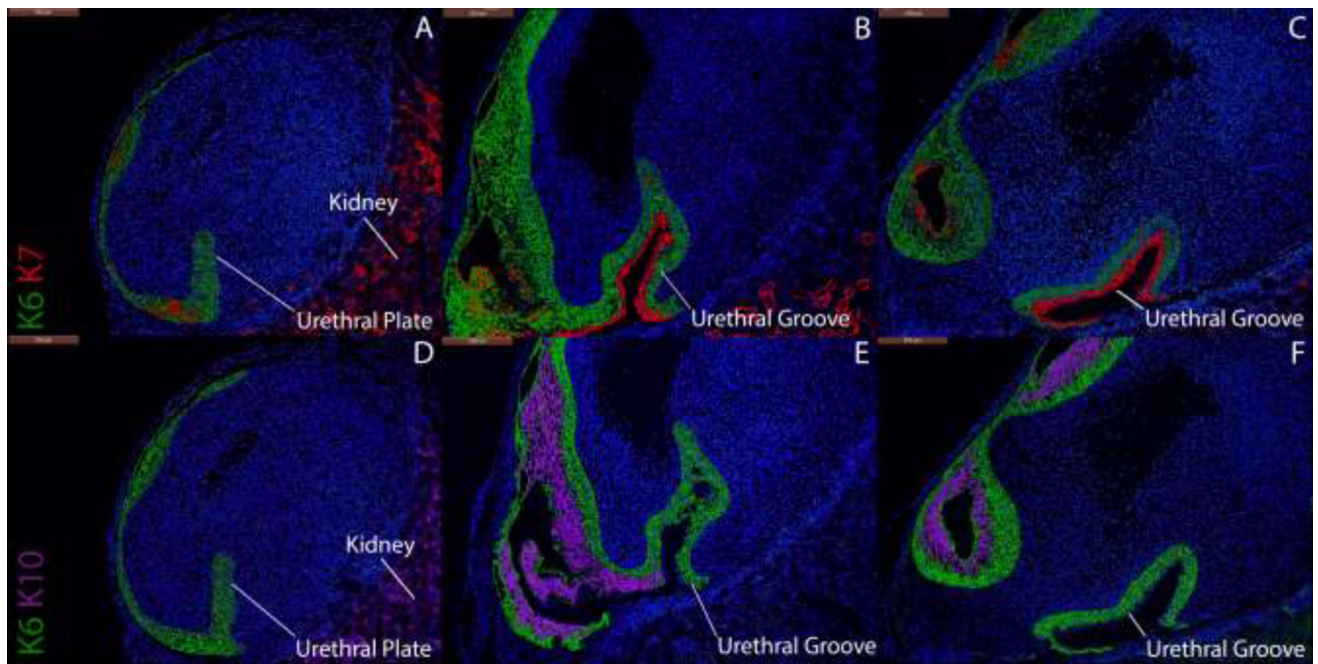 A
B
C
Kidney
K6 K7
Urethral Plate
Urethral Groove
Urethral Groove
D
E
F
Kidney
K6 K10
Urethral Plate
Urethral Groove
Urethral Groove